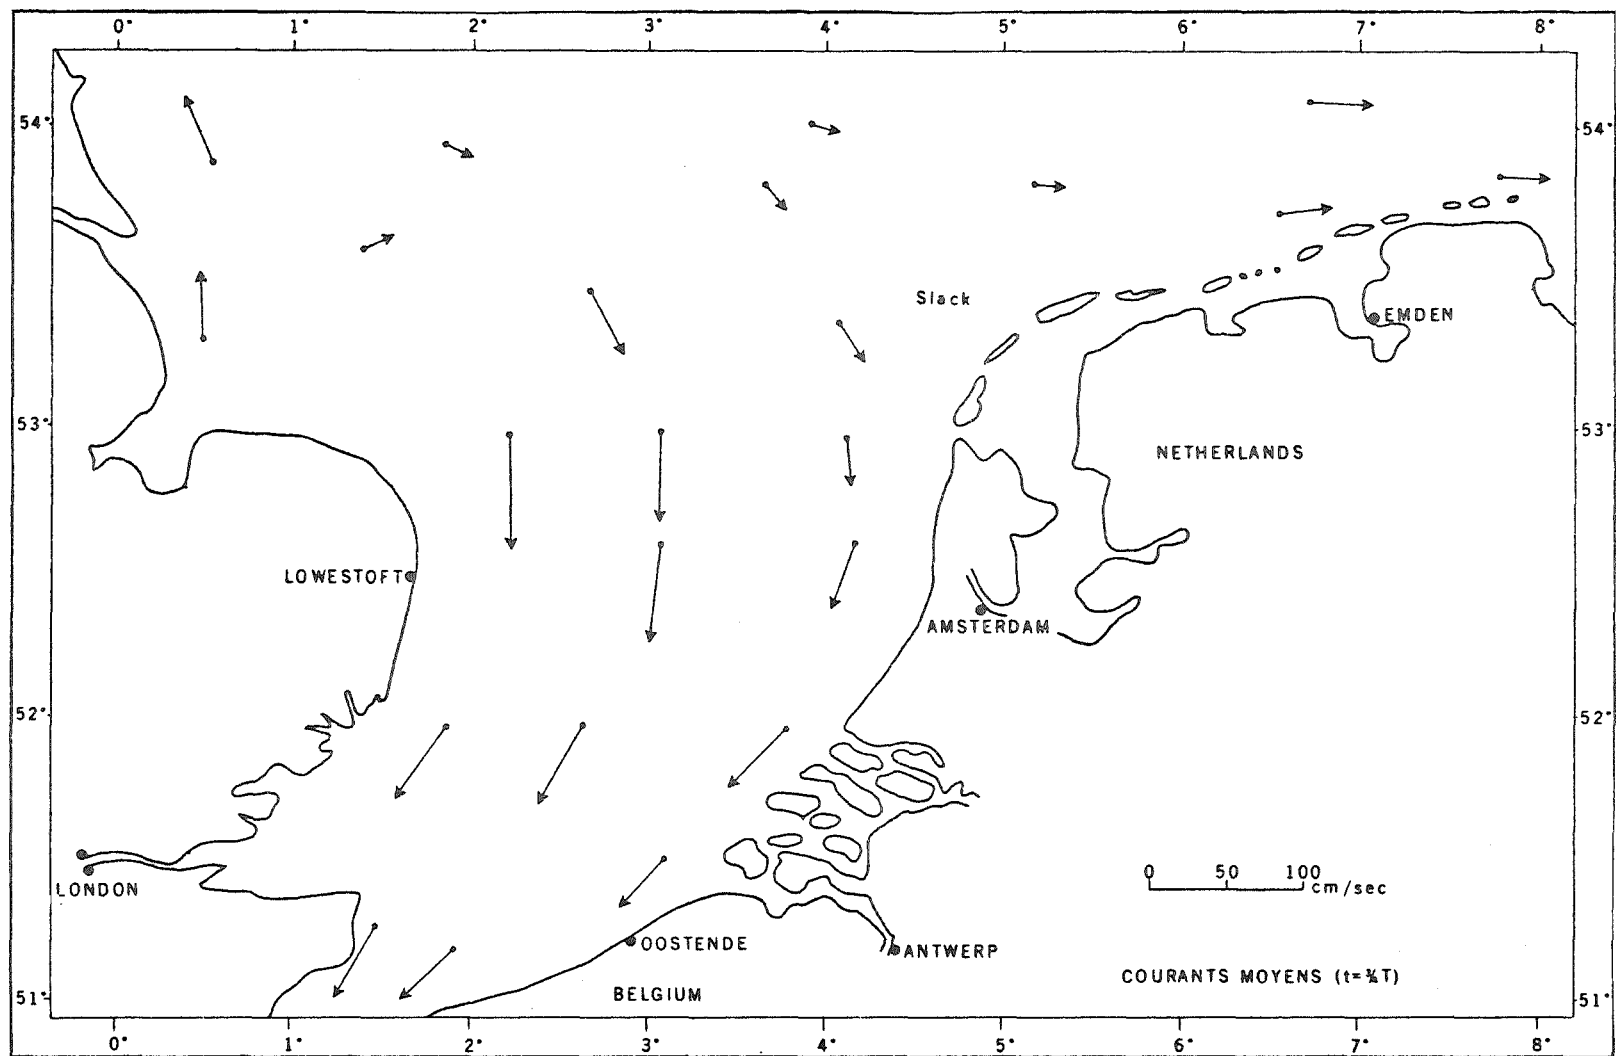 0° 1° 2° 3° 4° 5° 6° 7° 8°
54° 54°
Slack
EMDEN
53° 53°
NETHERLANDS
LOWESTOFT
AMSTERDAM
52° 52°
0 50 100
cm/sec
LONDON
OOSTENDE
ANTWERP
COURANTS MOYENS (t=¾T)
BELGIUM
51° 51°
0° 1° 2° 3° 4° 5° 6° 7° 8°